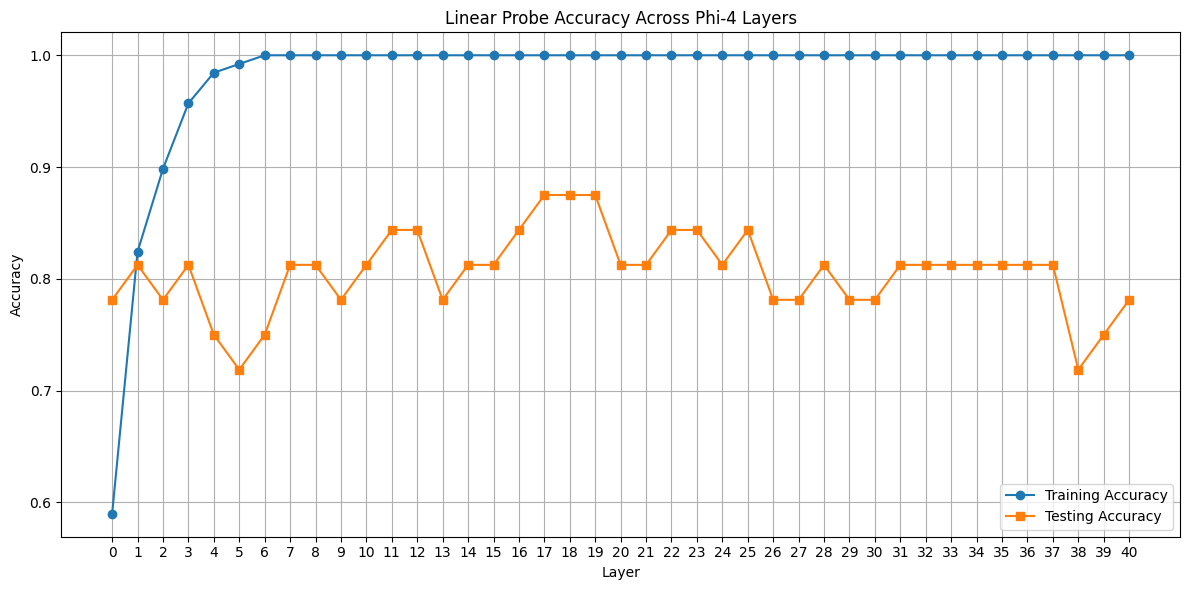 Linear Probe Accuracy Across Phi-4 Layers
1.0
0.9
0.8
0.7
0.6
Accuracy
Training Accuracy
Testing Accuracy
0 1 2 3 4 5 6 7 8 9 10 11 12 13 14 15 16 17 18 19 20 21 22 23 24 25 26 27 28 29 30 31 32 33 34 35 36 37 38 39 40
Layer